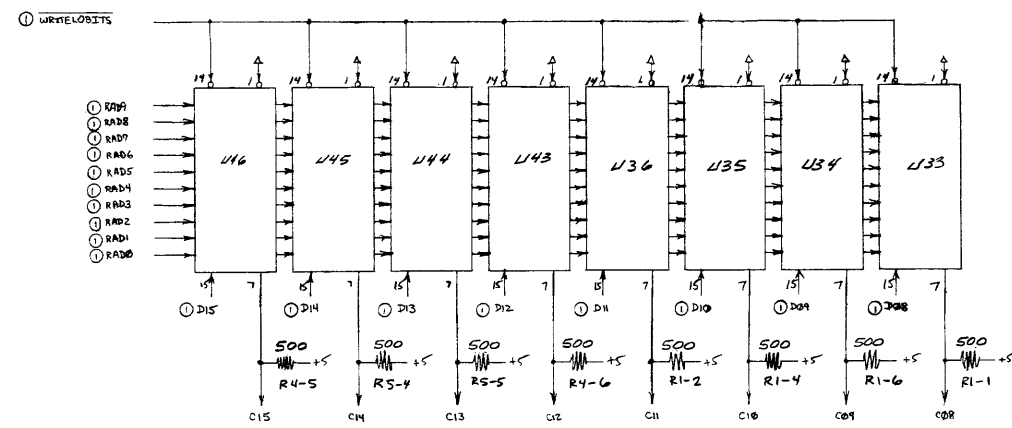 ① WRITELOBITS
14 1 14 1 14 1 14 1 14 1 14 1 14 1 14 1
① RAD9
① RAD8
① RAD7
① RAD6
① RAD5
① RAD4
① RAD3
① RAD2
① RAD1
① RADØ
U46 U45 U44 U43 U36 U35 U34 U33
15 7 15 7 15 7 15 7 15 7 15 7 15 7 15 7
① D15 ① D14 ① D13 ① D12 ① D11 ① D10 ① D09 ① D08
500 500 500 500 500 500 500 500
+5 +5 +5 +5 +5 +5 +5 +5
R4-5 R5-4 R5-5 R4-6 R1-2 R1-4 R1-6 R1-1
C15 C14 C13 C12 C11 C10 C09 C08